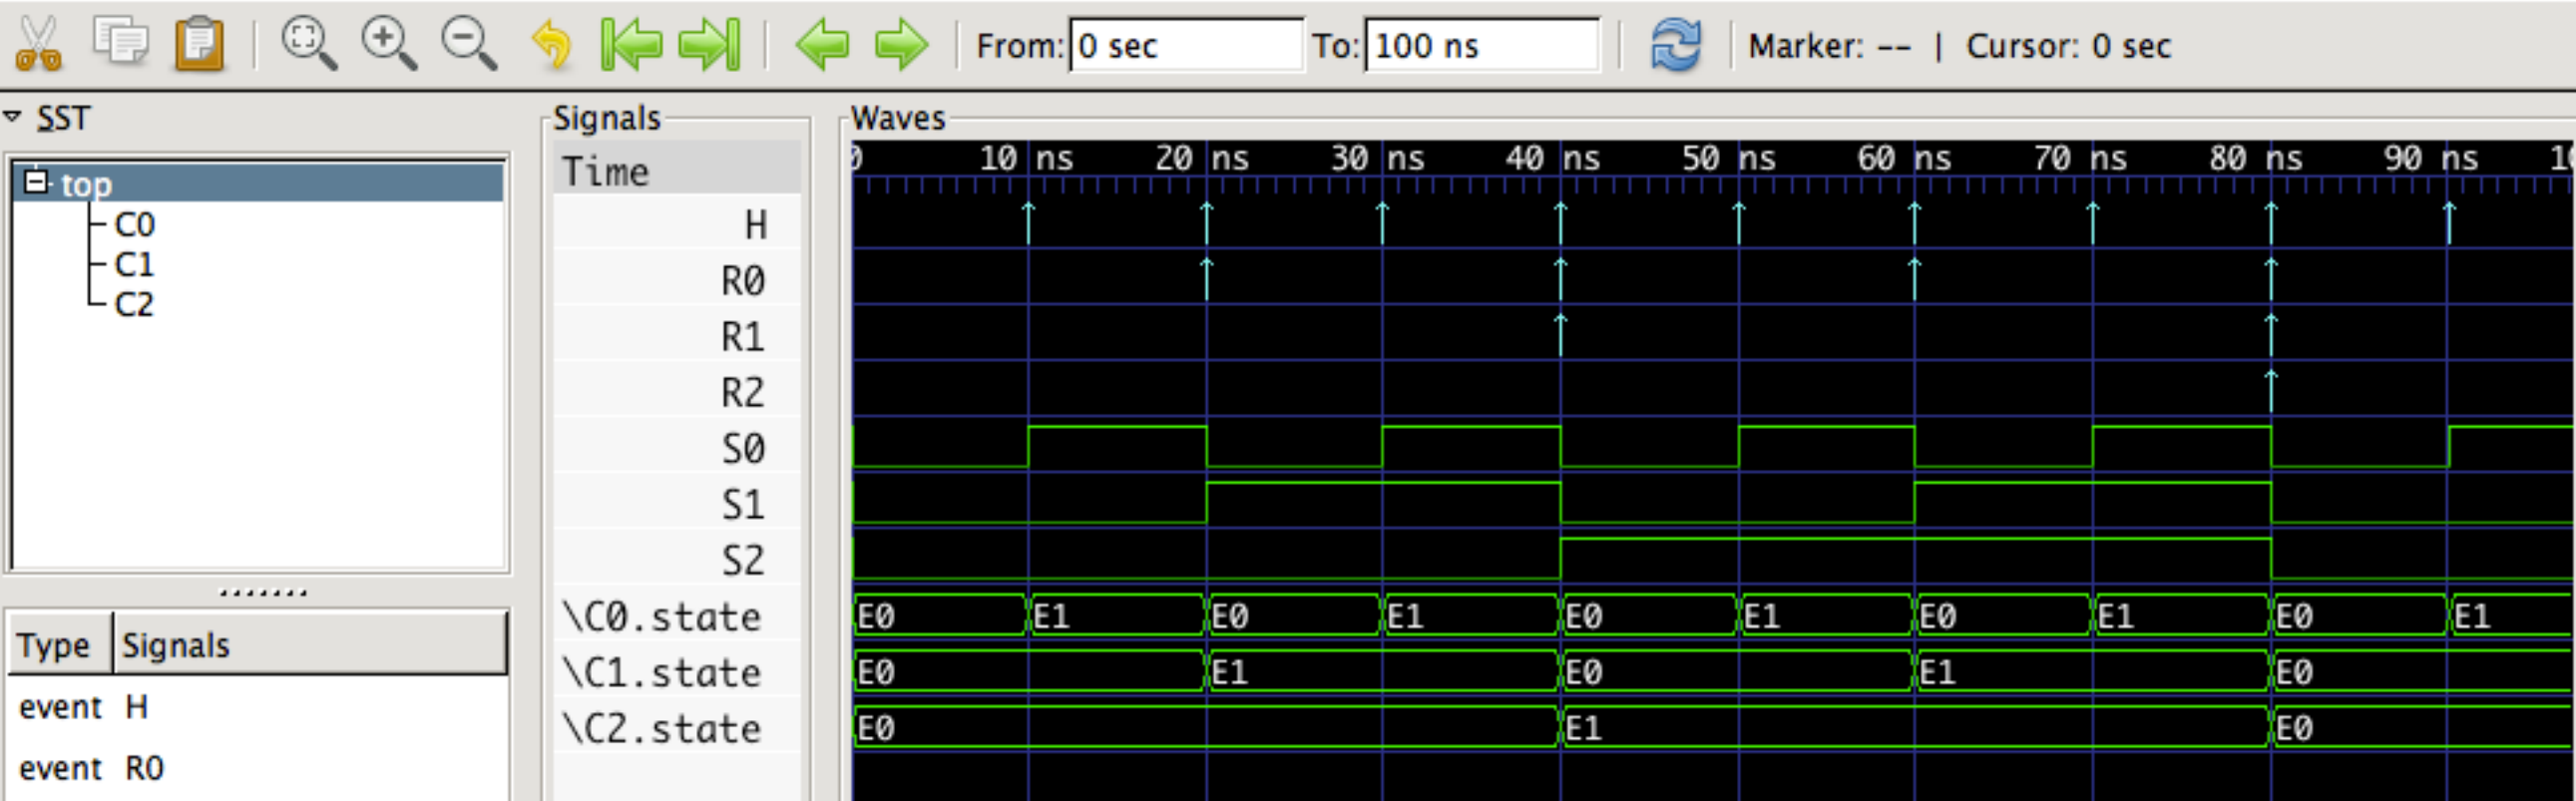 From: 0 sec To: 100 ns Marker: -- | Cursor: 0 sec
SST
top
C0
C1
C2
Type Signals
event H
event R0
Signals
Time
H
R0
R1
R2
S0
S1
S2
\C0.state
\C1.state
\C2.state
Waves
0 10 ns 20 ns 30 ns 40 ns 50 ns 60 ns 70 ns 80 ns 90 ns
E0 E1 E0 E1 E0 E1 E0 E1 E0 E1
E0 E1 E0 E1 E0
E0 E1 E0